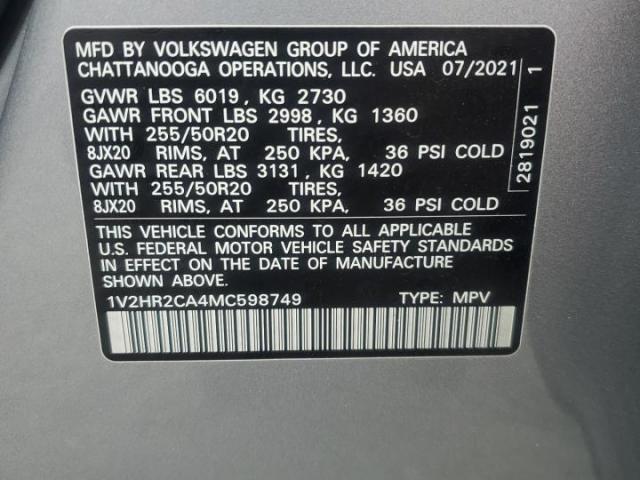 MFD BY VOLKSWAGEN GROUP OF AMERICA
CHATTANOOGA OPERATIONS, LLC. USA 07/2021
GVWR LBS 6019, KG 2730
GAWR FRONT LBS 2998, KG 1360
WITH 255/50R20 TIRES,
8JX20 RIMS, AT 250 KPA, 36 PSI COLD
GAWR REAR LBS 3131, KG 1420
WITH 255/50R20 TIRES,
8JX20 RIMS, AT 250 KPA, 36 PSI COLD
THIS VEHICLE CONFORMS TO ALL APPLICABLE
U.S. FEDERAL MOTOR VEHICLE SAFETY STANDARDS
IN EFFECT ON THE DATE OF MANUFACTURE
SHOWN ABOVE.
1V2HR2CA4MC598749 TYPE: MPV
2819021 1